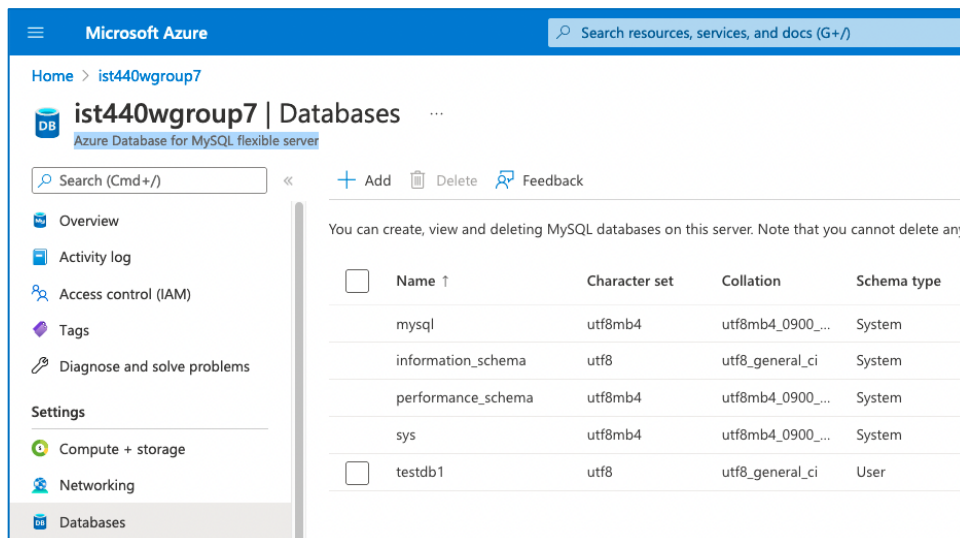 Microsoft Azure
Search resources, services, and docs (G+/)
Home > ist440wgroup7
DB
ist440wgroup7 | Databases ...
Azure Database for MySQL flexible server
Search (Cmd+/) «
Add Delete Feedback
Overview
Activity log
Access control (IAM)
Tags
Diagnose and solve problems
Settings
Compute + storage
Networking
Databases
You can create, view and deleting MySQL databases on this server. Note that you cannot delete any
Name ↑ Character set Collation Schema type
mysql utf8mb4 utf8mb4_0900_... System
information_schema utf8 utf8_general_ci System
performance_schema utf8mb4 utf8mb4_0900_... System
sys utf8mb4 utf8mb4_0900_... System
testdb1 utf8 utf8_general_ci User